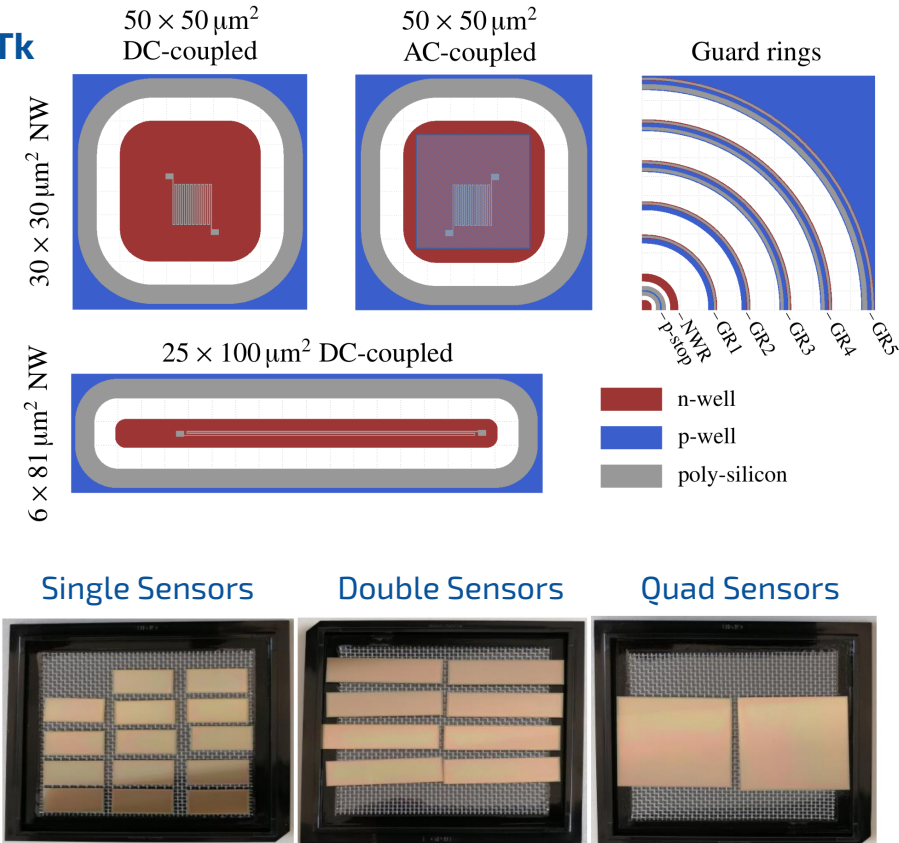 Tk
50 × 50 µm² DC-coupled
50 × 50 µm² AC-coupled
Guard rings
30 × 30 µm² NW
p-stop
NWR
GR1
GR2
GR3
GR4
GR5
25 × 100 µm² DC-coupled
6 × 81 µm² NW
n-well
p-well
poly-silicon
Single Sensors
Double Sensors
Quad Sensors